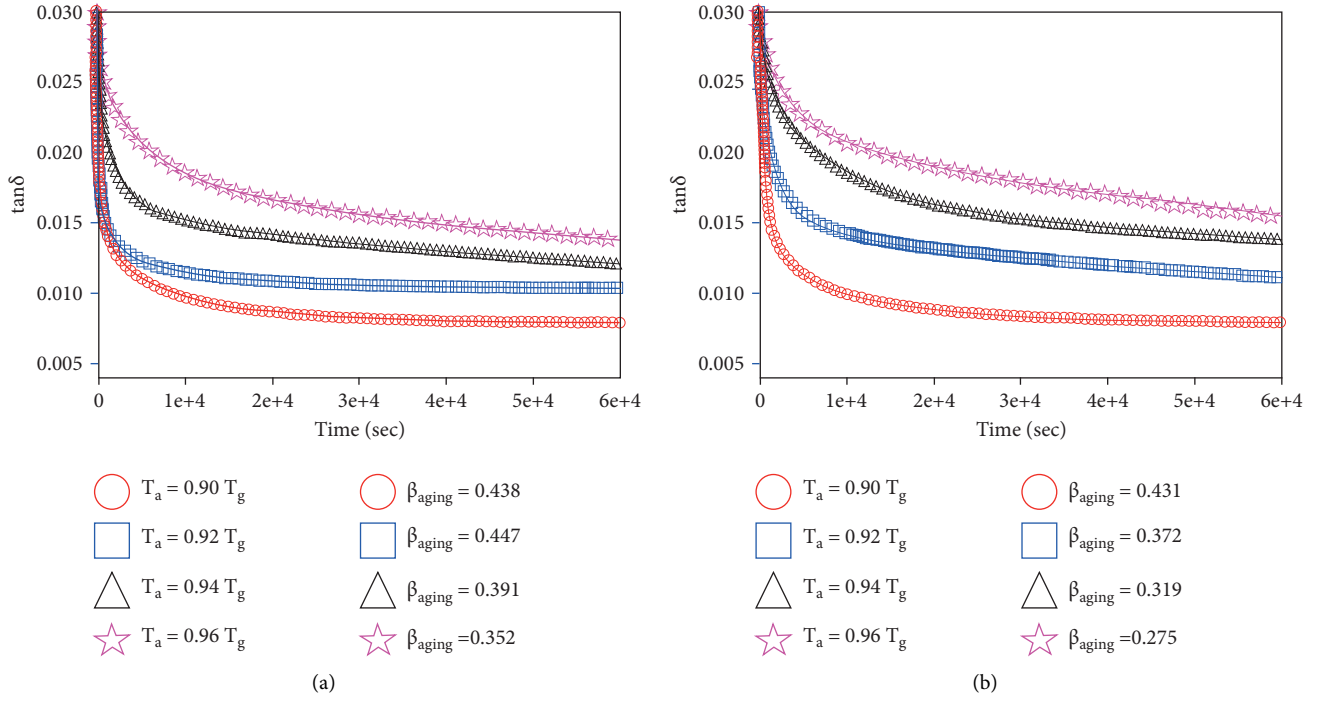 0.030
0.025
0.020
0.015
0.010
0.005
tanδ
0
1e+4
2e+4
3e+4
4e+4
5e+4
6e+4
Time (sec)
T_a = 0.90 T_g
β_aging = 0.438
T_a = 0.92 T_g
β_aging = 0.447
T_a = 0.94 T_g
β_aging = 0.391
T_a = 0.96 T_g
β_aging =0.352
(a)
0.030
0.025
0.020
0.015
0.010
0.005
tanδ
0
1e+4
2e+4
3e+4
4e+4
5e+4
6e+4
Time (sec)
T_a = 0.90 T_g
β_aging = 0.431
T_a = 0.92 T_g
β_aging = 0.372
T_a = 0.94 T_g
β_aging = 0.319
T_a = 0.96 T_g
β_aging =0.275
(b)